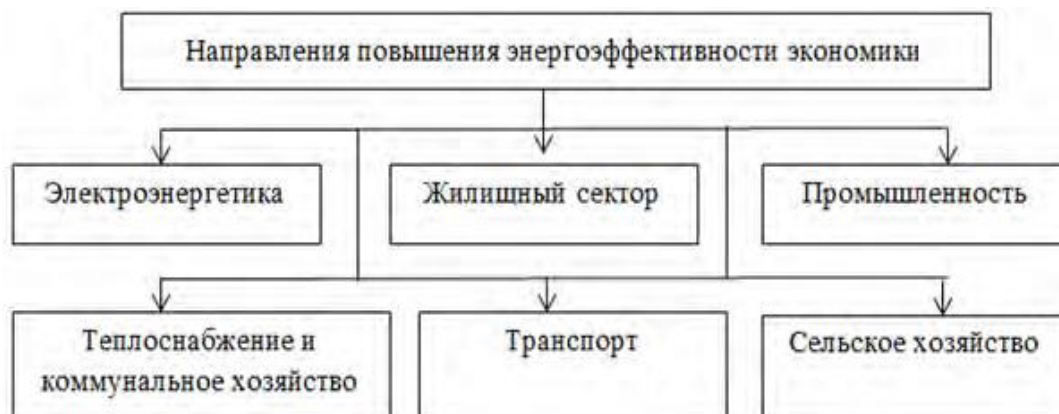 Направления повышения энергоэффективности экономики
Электроэнергетика
Жилищный сектор
Промышленность
Теплоснабжение и
коммунальное хозяйство
Транспорт
Сельское хозяйство